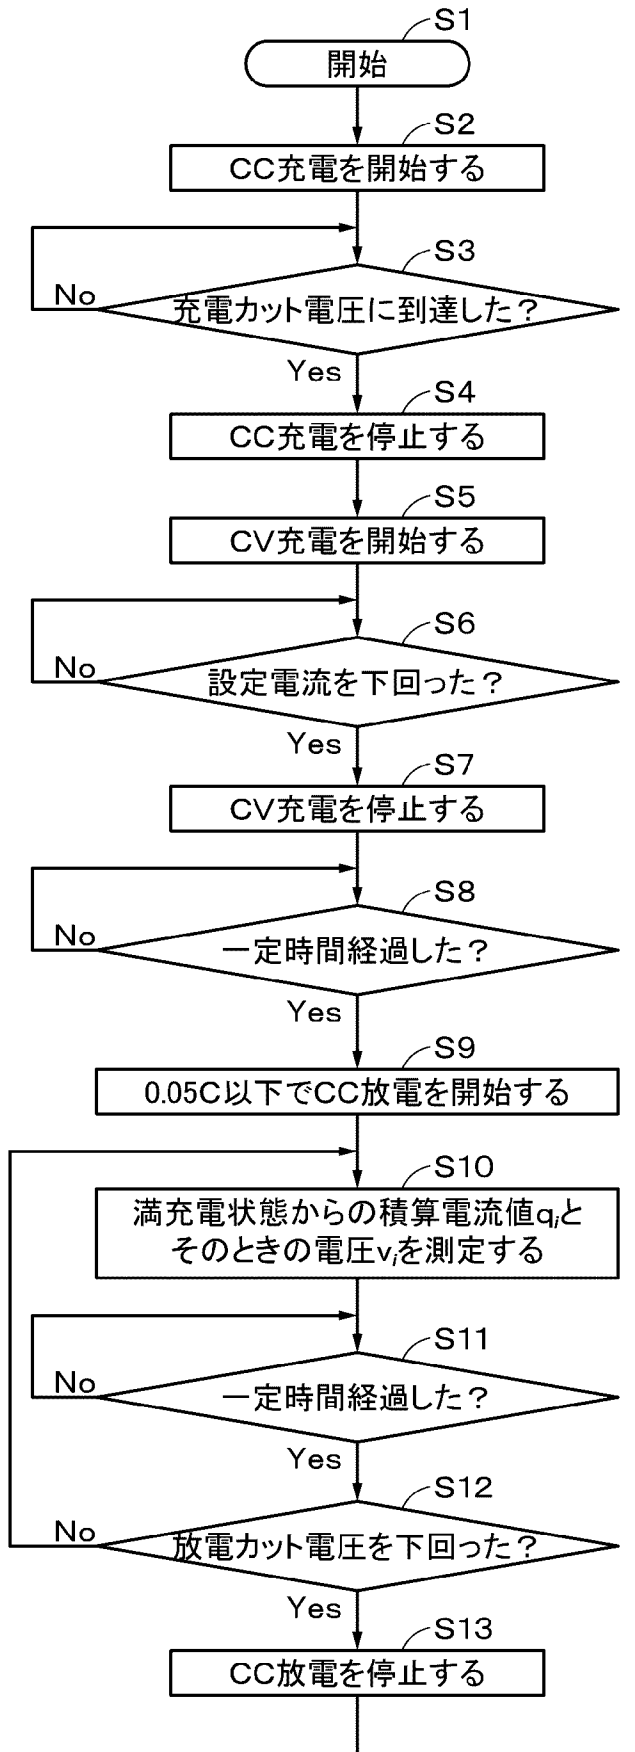 S1
開始
S2
CC充電を開始する
S3
充電カット電圧に到達した？
No
Yes
S4
CC充電を停止する
S5
CV充電を開始する
S6
設定電流を下回った？
No
Yes
S7
CV充電を停止する
S8
一定時間経過した？
No
Yes
S9
0.05C以下でCC放電を開始する
S10
満充電状態からの積算電流値qiと
そのときの電圧viを測定する
S11
一定時間経過した？
No
Yes
S12
放電カット電圧を下回った？
No
Yes
S13
CC放電を停止する